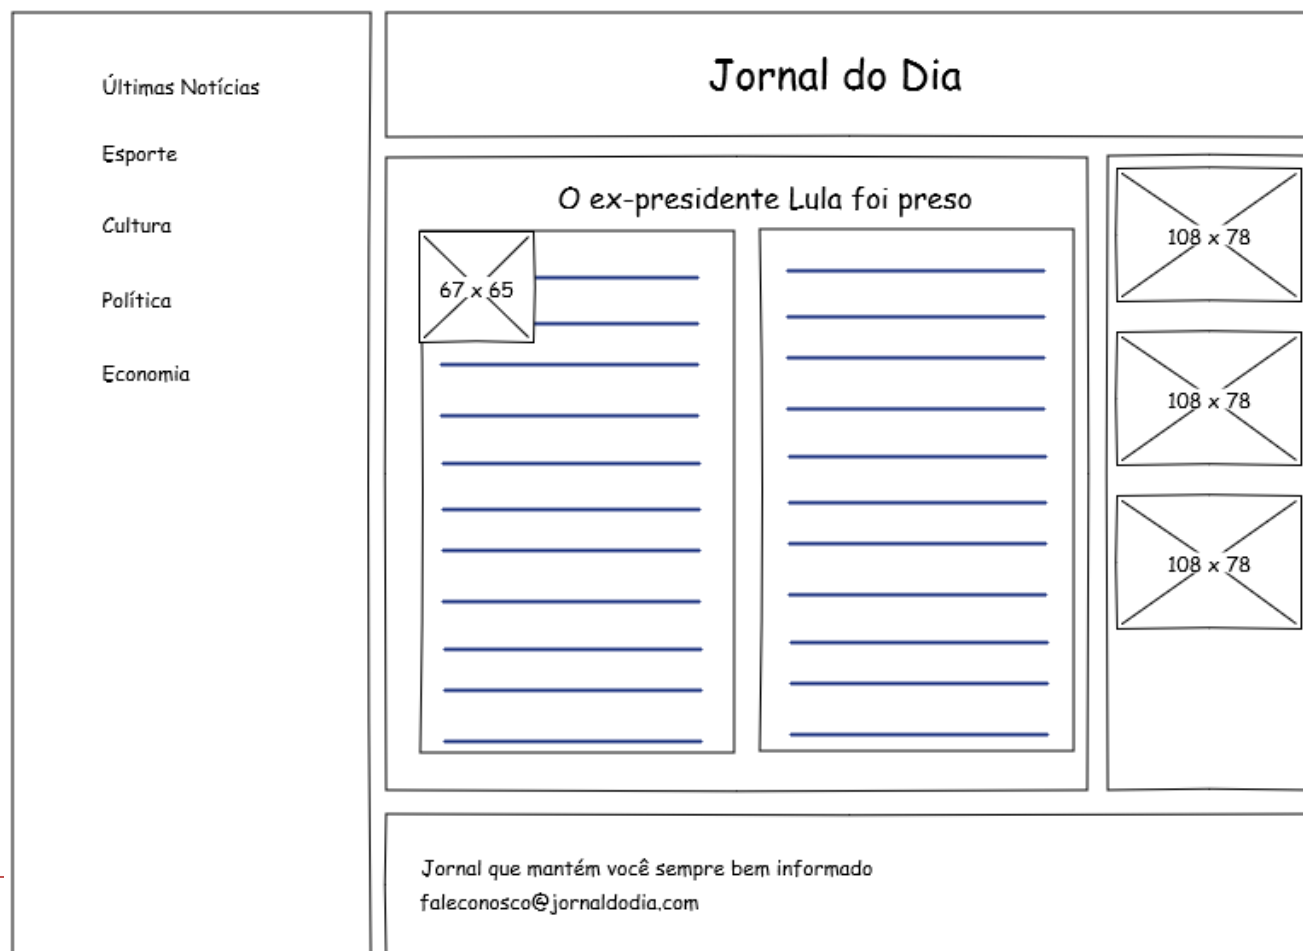 Últimas Notícias
Esporte
Cultura
Política
Economia
Jornal do Dia
O ex-presidente Lula foi preso
67 x 65
108 x 78
108 x 78
108 x 78
Jornal que mantém você sempre bem informado
faleconosco@jornaldodia.com